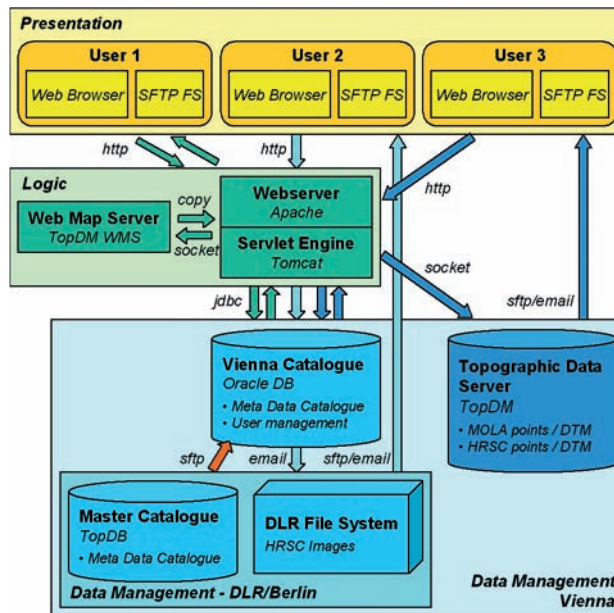 Presentation
User 1
User 2
User 3
Web Browser
SFTP FS
Web Browser
SFTP FS
Web Browser
SFTP FS
http
http
http
Logic
Web Map Server
TopDM WMS
copy
socket
Webserver
Apache
Servlet Engine
Tomcat
socket
jdbc
sftp/email
Vienna Catalogue
Oracle DB
• Meta Data Catalogue
• User management
Topographic Data
Server
TopDM
• MOLA points / DTM
• HRSC points / DTM
sftp
email
sftp/email
Master Catalogue
TopDB
• Meta Data Catalogue
DLR File System
HRSC Images
Data Management - DLR/Berlin
Data Management
Vienna